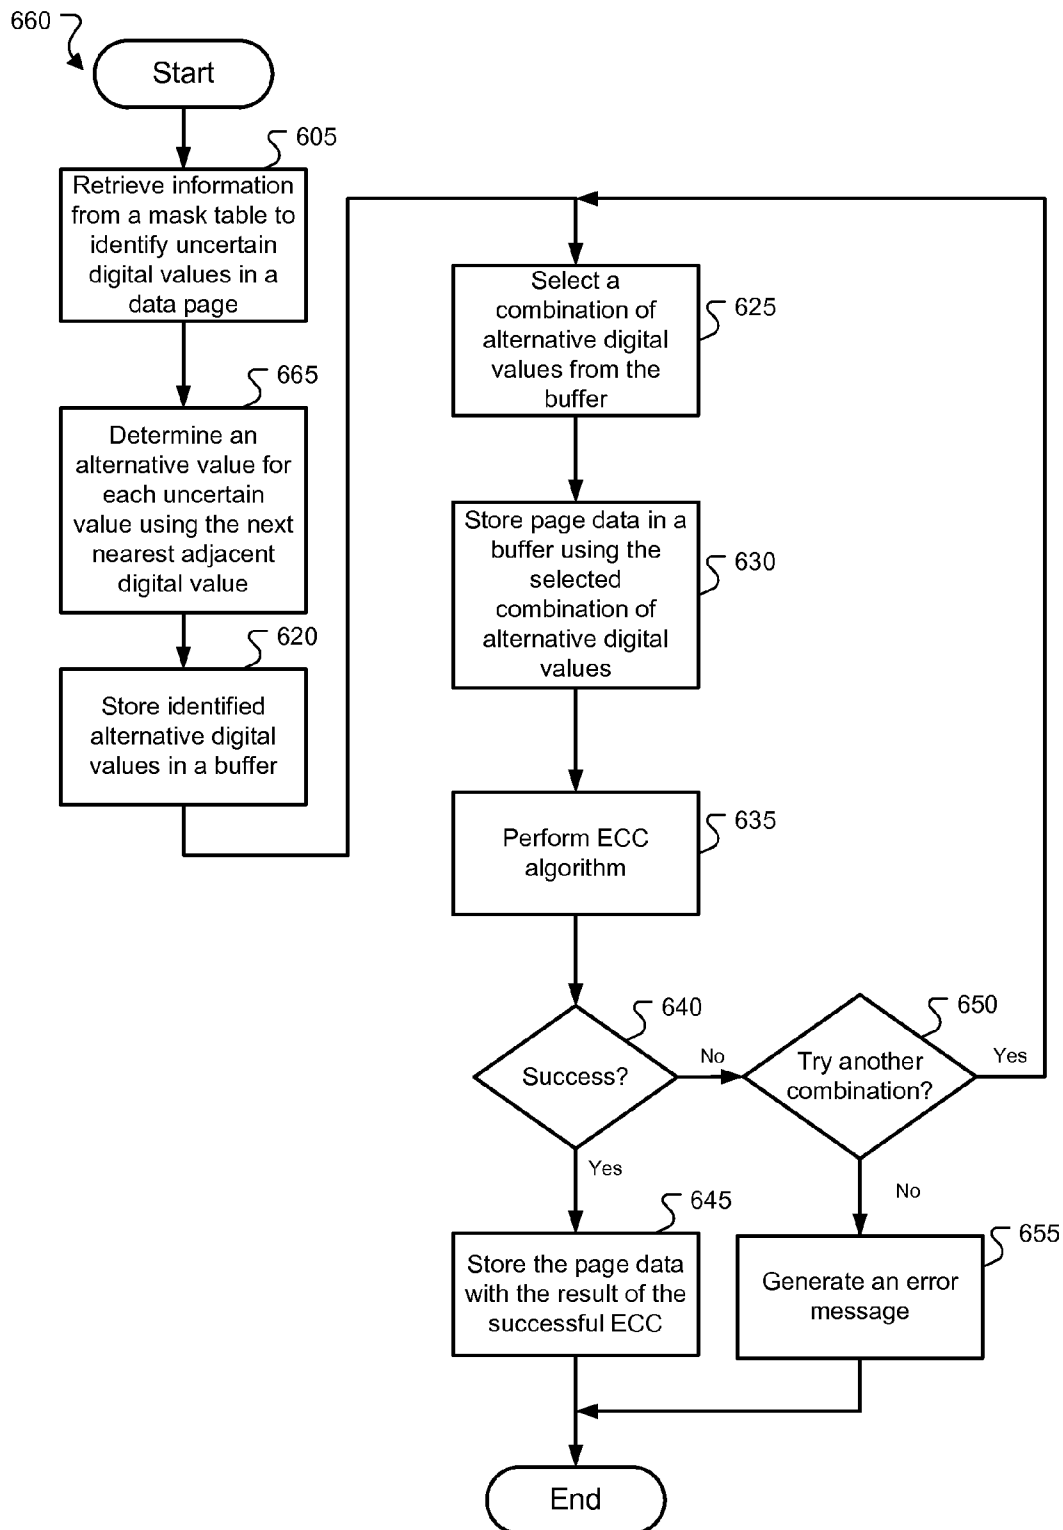 660
Start
605
Retrieve information
from a mask table to
identify uncertain
digital values in a
data page
665
Determine an
alternative value for
each uncertain
value using the next
nearest adjacent
digital value
620
Store identified
alternative digital
values in a buffer
Select a
combination of
alternative digital
values from the
buffer
625
Store page data in a
buffer using the
selected
combination of
alternative digital
values
630
Perform ECC
algorithm
635
640
Success?
No
Yes
650
Try another
combination?
Yes
No
645
Store the page data
with the result of the
successful ECC
655
Generate an error
message
End